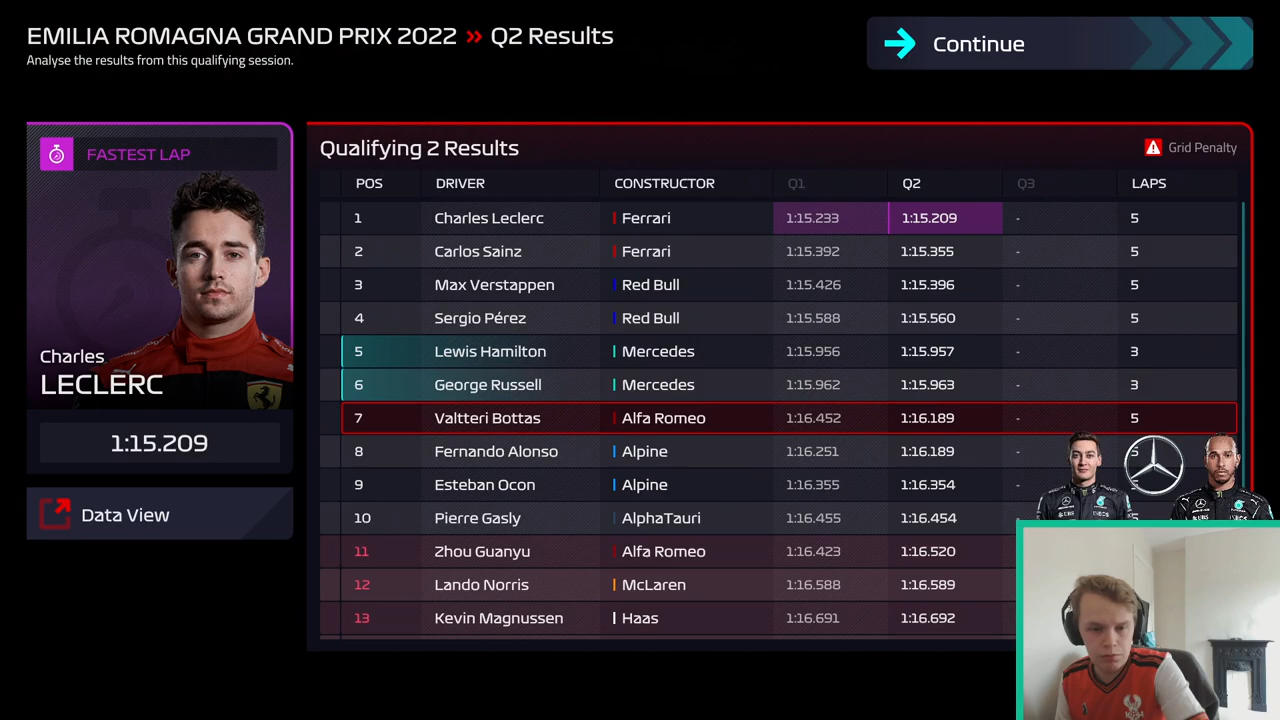 EMILIA ROMAGNA GRAND PRIX 2022 » Q2 Results
Analyse the results from this qualifying session.
Continue
FASTEST LAP
Charles
LECLERC
1:15.209
Data View
Qualifying 2 Results
Grid Penalty
POS DRIVER CONSTRUCTOR Q1 Q2 Q3 LAPS
1 Charles Leclerc Ferrari 1:15.233 1:15.209 - 5
2 Carlos Sainz Ferrari 1:15.392 1:15.355 - 5
3 Max Verstappen Red Bull 1:15.426 1:15.396 - 5
4 Sergio Pérez Red Bull 1:15.588 1:15.560 - 5
5 Lewis Hamilton Mercedes 1:15.956 1:15.957 - 3
6 George Russell Mercedes 1:15.962 1:15.963 - 3
7 Valtteri Bottas Alfa Romeo 1:16.452 1:16.189 - 5
8 Fernando Alonso Alpine 1:16.251 1:16.189 -
9 Esteban Ocon Alpine 1:16.355 1:16.354 -
10 Pierre Gasly AlphaTauri 1:16.455 1:16.454 -
11 Zhou Guanyu Alfa Romeo 1:16.423 1:16.520
12 Lando Norris McLaren 1:16.588 1:16.589
13 Kevin Magnussen Haas 1:16.691 1:16.692